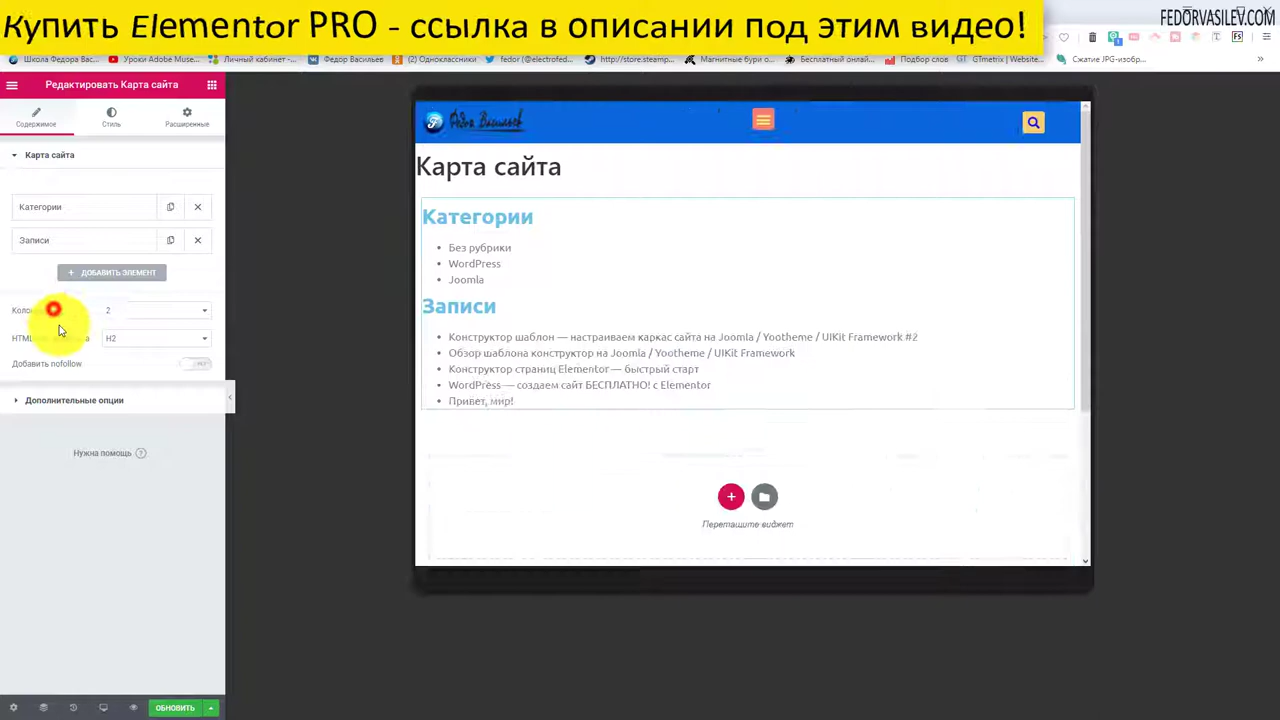 Купить Elementor PRO - ссылка в описании под этим видео!
FEDORVASILEV.COM
Школа Федора Васи...
Уроки Adobe Muse...
Личный кабинет -...
Федор Васильев
(1) Одноклассники
fedor (@electrofed...
http://store.steamp...
Магнитные бури о...
Бесплатный онлайн...
Подбор слов
GTmetrix | Website...
Сжатие JPG-изобр...
Редактировать Карта сайта
Содержимое
Стиль
Расширенные
Карта сайта
Категории
Записи
ДОБАВИТЬ ЭЛЕМЕНТ
2
H2
Добавить nofollow
Дополнительные опции
Нужна помощь
ОБНОВИТЬ
Федор Васильев
Карта сайта
Категории
Без рубрики
WordPress
Joomla
Записи
Конструктор шаблон — настраиваем каркас сайта на Joomla / Yootheme / UIKit Framework #2
Обзор шаблона конструктор на Joomla / Yootheme / UIKit Framework
Конструктор страниц Elementor — быстрый старт
WordPress — создаем сайт БЕСПЛАТНО! с Elementor
Привет, мир!
Перетащите виджет